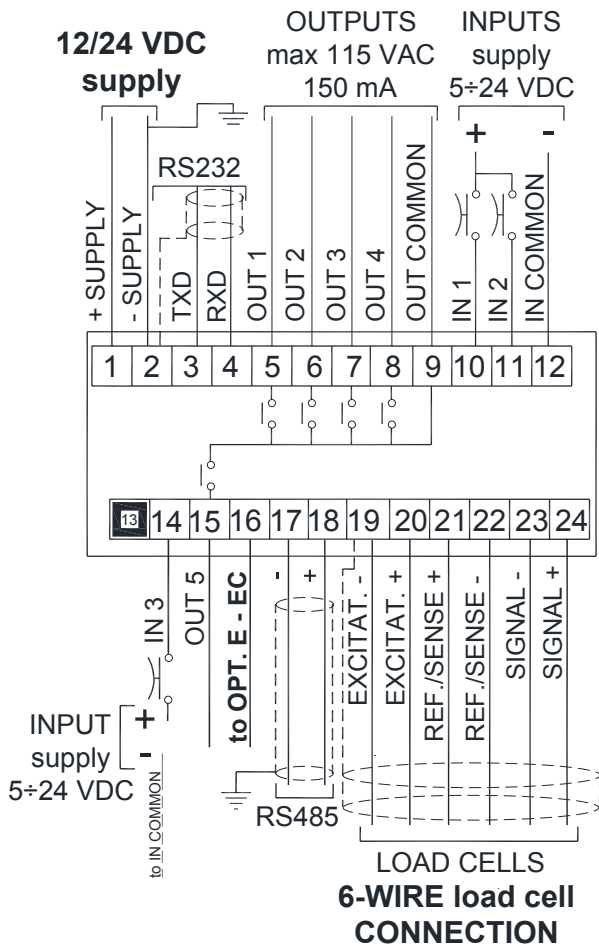 12/24 VDC
supply
OUTPUTS
max 115 VAC
150 mA
INPUTS
supply
5÷24 VDC
+
-
RS232
+ SUPPLY
- SUPPLY
TXD
RXD
OUT 1
OUT 2
OUT 3
OUT 4
OUT COMMON
IN 1
IN 2
IN COMMON
1 2 3 4 5 6 7 8 9 10 11 12
13 14 15 16 17 18 19 20 21 22 23 24
IN 3
OUT 5
to OPT. E - EC
-
+
EXCITAT. -
EXCITAT. +
REF./SENSE +
REF./SENSE -
SIGNAL -
SIGNAL +
INPUT
supply
5÷24 VDC
+
-
to IN COMMON
RS485
LOAD CELLS
6-WIRE load cell
CONNECTION